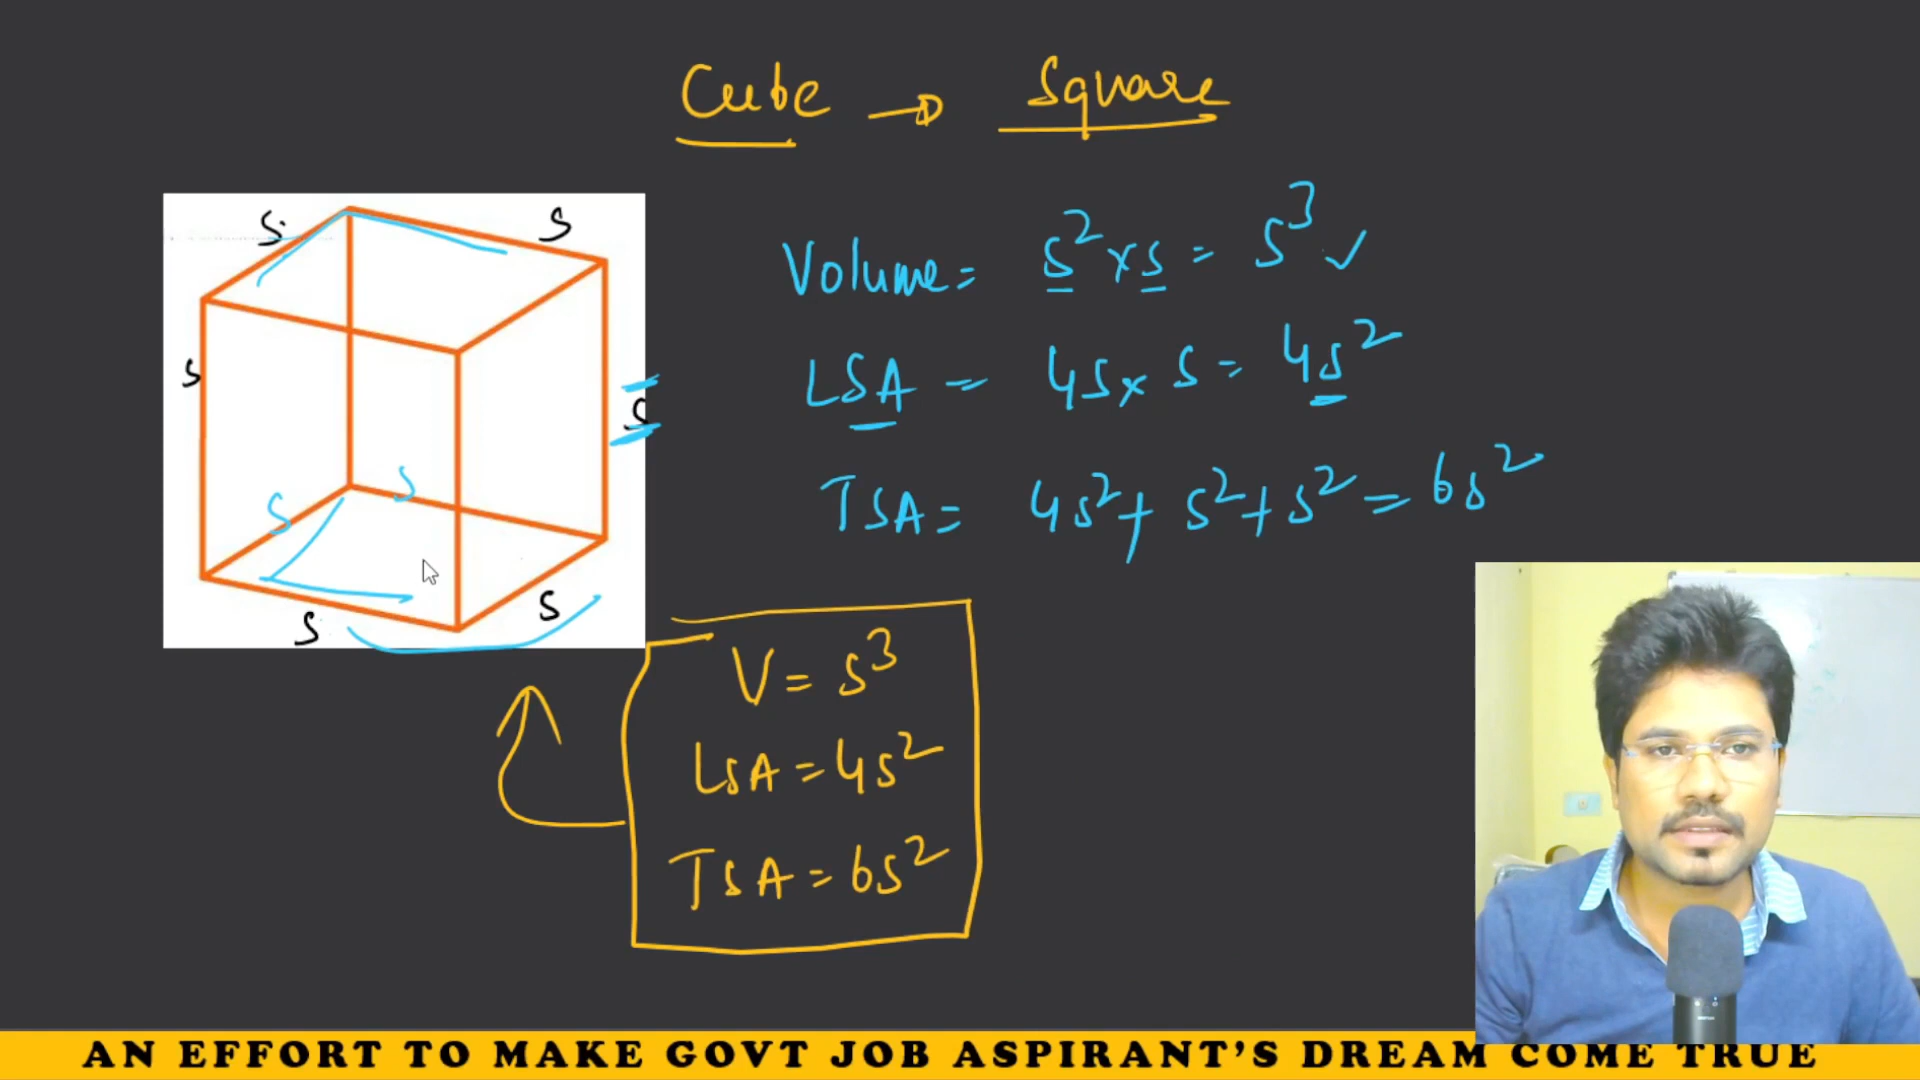 Cube → Square
S S
Volume = s² × s = s³ ✓
S
LSA = 4s × s = 4s²
S
TSA = 4s² + s² + s² = 6s²
S S
S S
V = s³
LSA = 4s²
TSA = 6s²
AN EFFORT TO MAKE GOVT JOB ASPIRANT'S DREAM COME TRUE